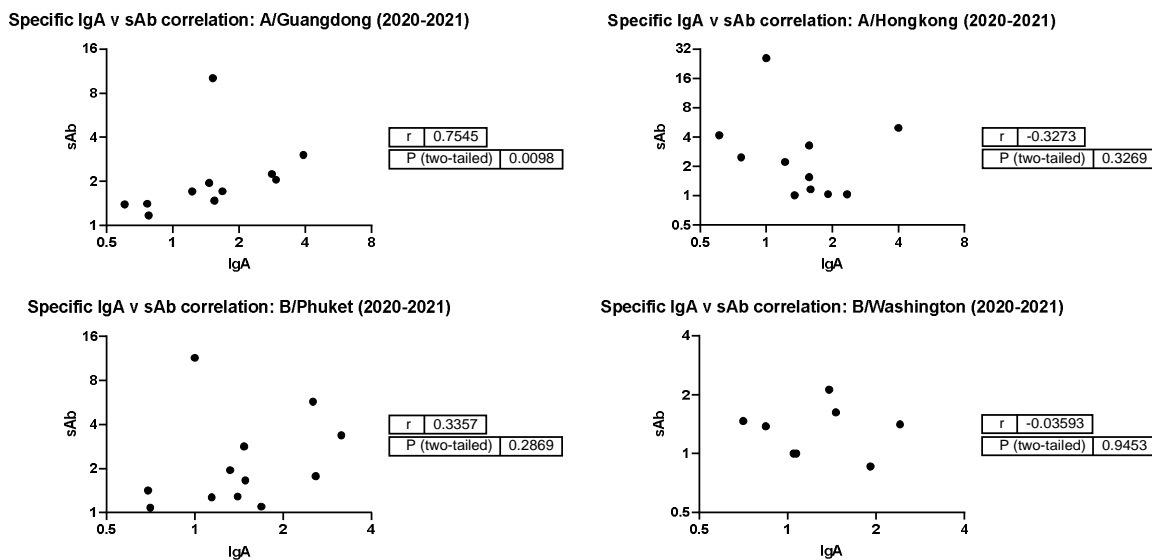 Specific IgA v sAb correlation: A/Guangdong (2020-2021)
16
8
4
2
1
sAb
0.5 1 2 4 8
IgA
r 0.7545
P (two-tailed) 0.0098
Specific IgA v sAb correlation: A/Hongkong (2020-2021)
32
16
8
4
2
1
0.5
sAb
0.5 1 2 4 8
IgA
r -0.3273
P (two-tailed) 0.3269
Specific IgA v sAb correlation: B/Phuket (2020-2021)
16
8
4
2
1
sAb
0.5 1 2 4
IgA
r 0.3357
P (two-tailed) 0.2869
Specific IgA v sAb correlation: B/Washington (2020-2021)
4
2
1
0.5
sAb
0.5 1 2 4
IgA
r -0.03593
P (two-tailed) 0.9453